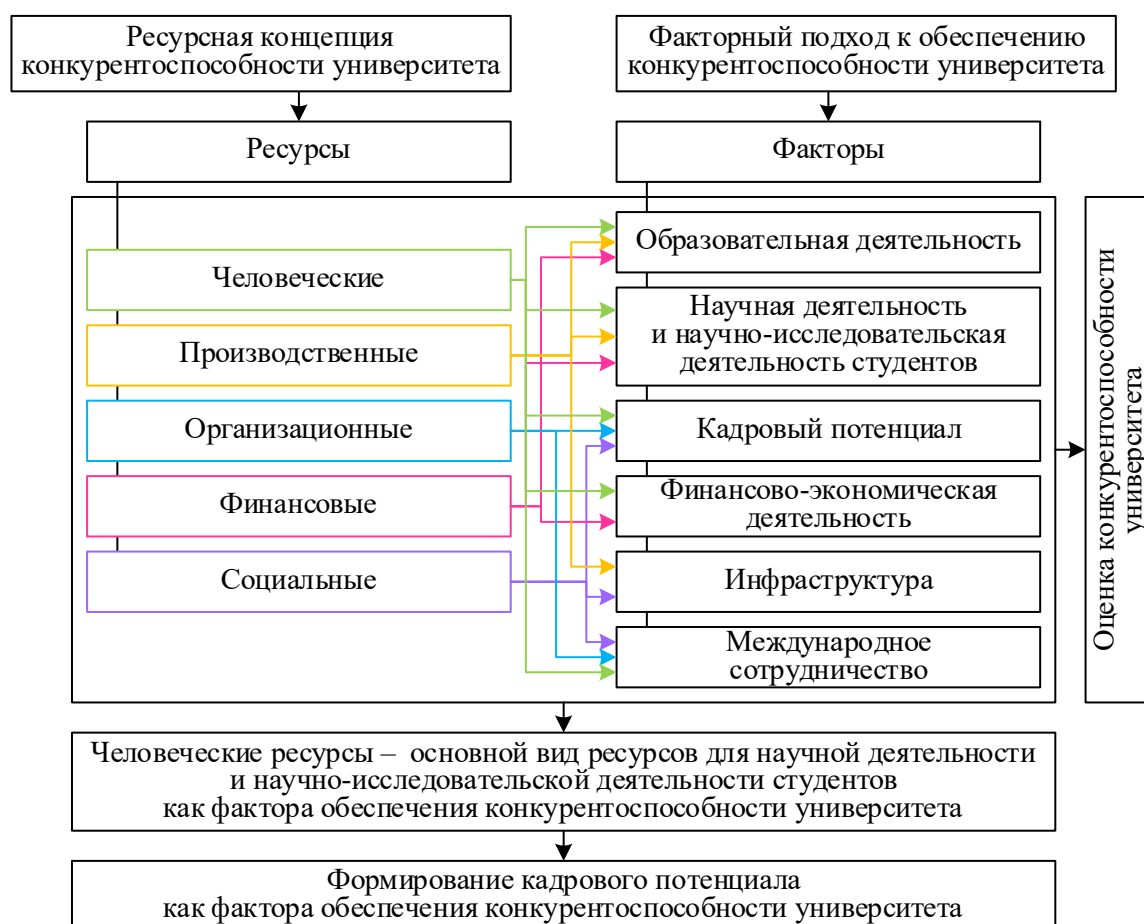 Ресурсная концепция
конкурентоспособности университета
Факторный подход к обеспечению
конкурентоспособности университета
Ресурсы
Факторы
Человеческие
Производственные
Организационные
Финансовые
Социальные
Образовательная деятельность
Научная деятельность
и научно-исследовательская
деятельность студентов
Кадровый потенциал
Финансово-экономическая
деятельность
Инфраструктура
Международное
сотрудничество
Оценка конкурентоспособности
университета
Человеческие ресурсы – основной вид ресурсов для научной деятельности
и научно-исследовательской деятельности студентов
как фактора обеспечения конкурентоспособности университета
Формирование кадрового потенциала
как фактора обеспечения конкурентоспособности университета